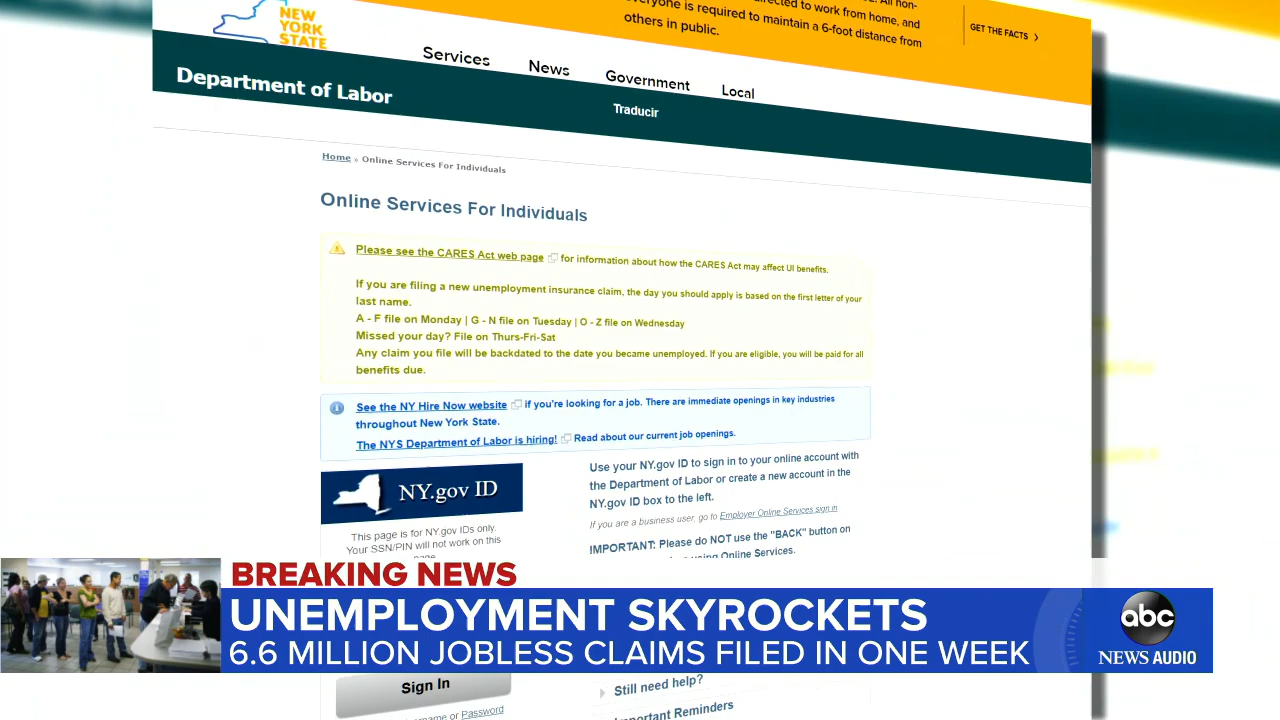 directed to work from home, and
everyone is required to maintain a 6-foot distance from
others in public.
GET THE FACTS
NEW
YORK
STATE
Services News Government Local
Department of Labor
Traducir
Home » Online Services For Individuals
Online Services For Individuals
Please see the CARES Act web page for information about how the CARES Act may affect UI benefits.
If you are filing a new unemployment insurance claim, the day you should apply is based on the first letter of your
last name.
A - F file on Monday | G - N file on Tuesday | O - Z file on Wednesday
Missed your day? File on Thurs-Fri-Sat
Any claim you file will be backdated to the date you became unemployed. If you are eligible, you will be paid for all
benefits due.
See the NY Hire Now website if you're looking for a job. There are immediate openings in key industries
throughout New York State.
The NYS Department of Labor is hiring! Read about our current job openings.
NY.gov ID
This page is for NY.gov IDs only.
Your SSN/PIN will not work on this
Use your NY.gov ID to sign in to your online account with
the Department of Labor or create a new account in the
NY.gov ID box to the left.
If you are a business user, go to Employer Online Services sign in
IMPORTANT: Please do NOT use the "BACK" button on
using Online Services.
BREAKING NEWS
UNEMPLOYMENT SKYROCKETS
6.6 MILLION JOBLESS CLAIMS FILED IN ONE WEEK
abc
NEWS AUDIO
Sign In
or Password
Still need help?
Important Reminders